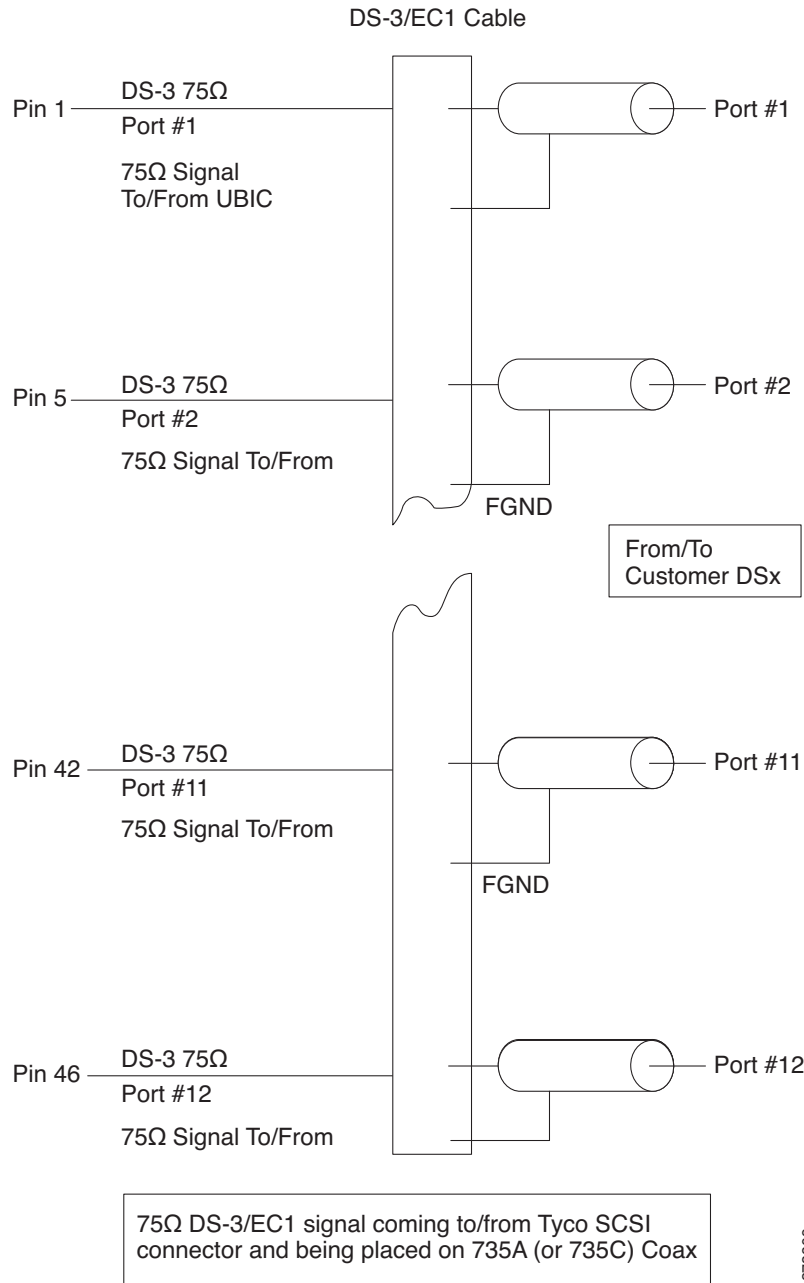 DS-3/EC1 Cable
Pin 1
DS-3 75Ω
Port #1
75Ω Signal
To/From UBIC
Port #1
Pin 5
DS-3 75Ω
Port #2
75Ω Signal To/From
Port #2
FGND
From/To
Customer DSx
Pin 42
DS-3 75Ω
Port #11
75Ω Signal To/From
Port #11
FGND
Pin 46
DS-3 75Ω
Port #12
75Ω Signal To/From
Port #12
75Ω DS-3/EC1 signal coming to/from Tyco SCSI
connector and being placed on 735A (or 735C) Coax